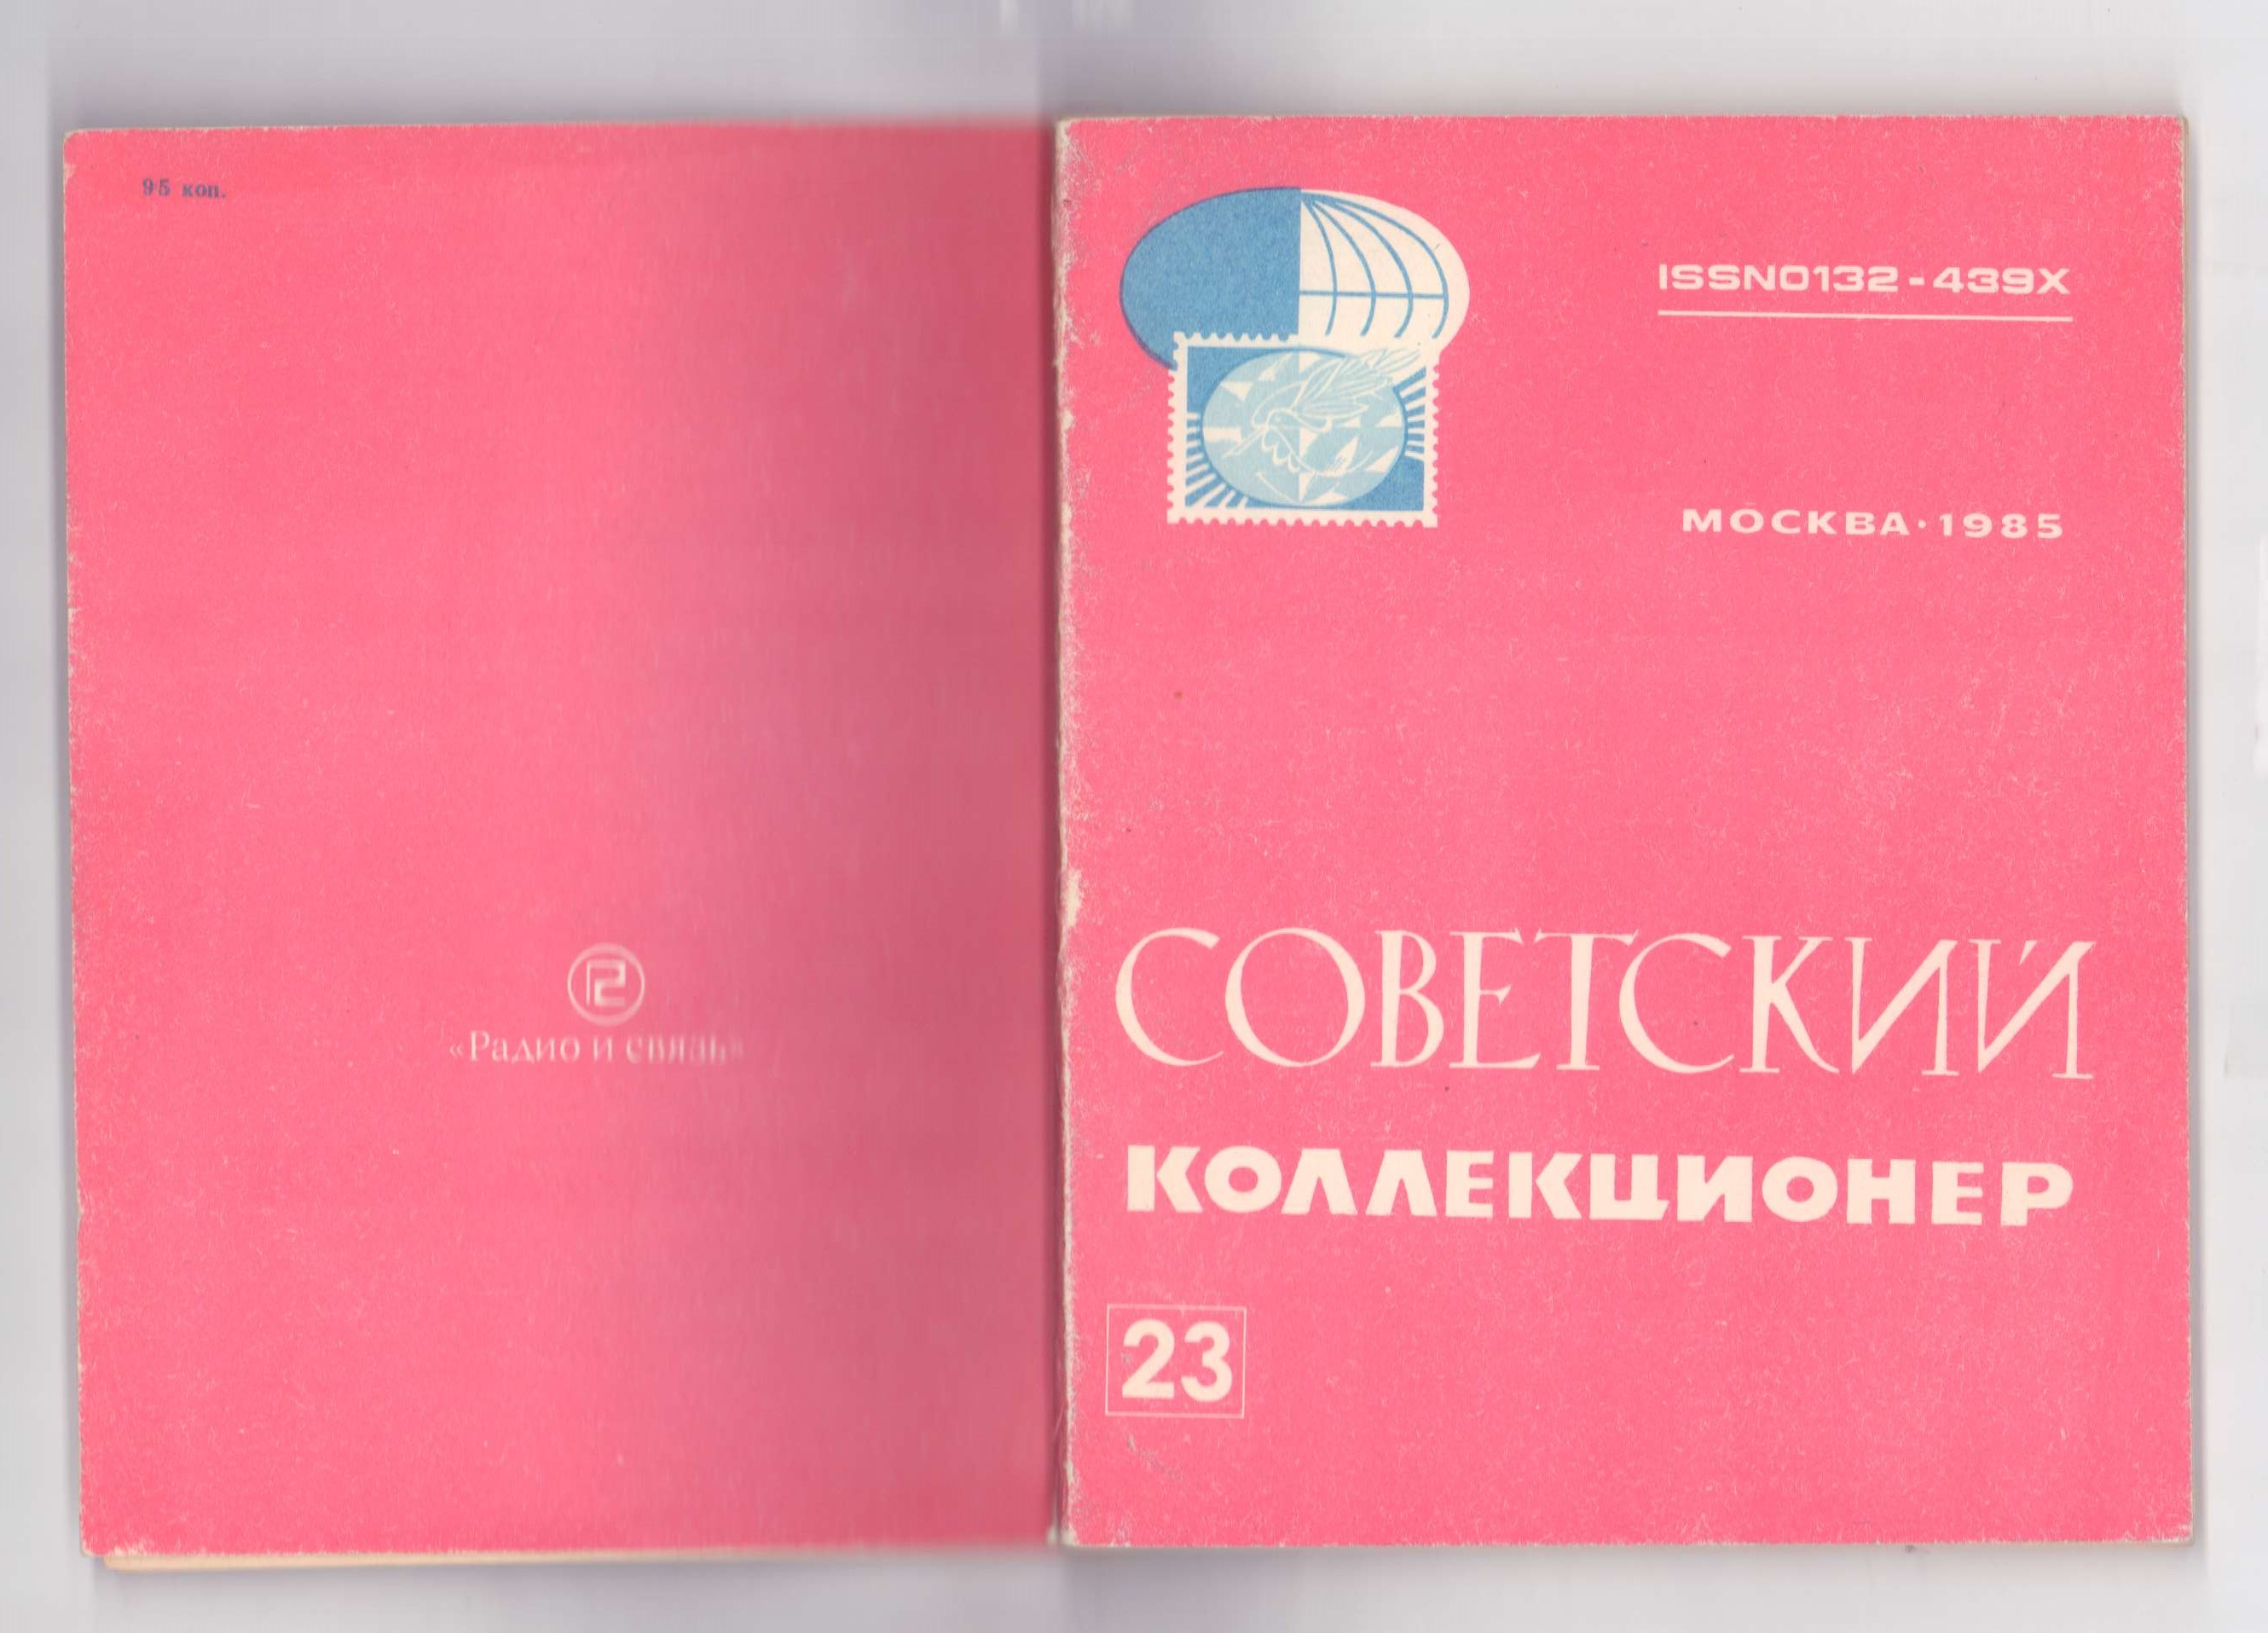 95 коп.
«Радио и связь»
ISSN0132-439X
МОСКВА·1985
СОВЕТСКИЙ
КОЛЛЕКЦИОНЕР
23